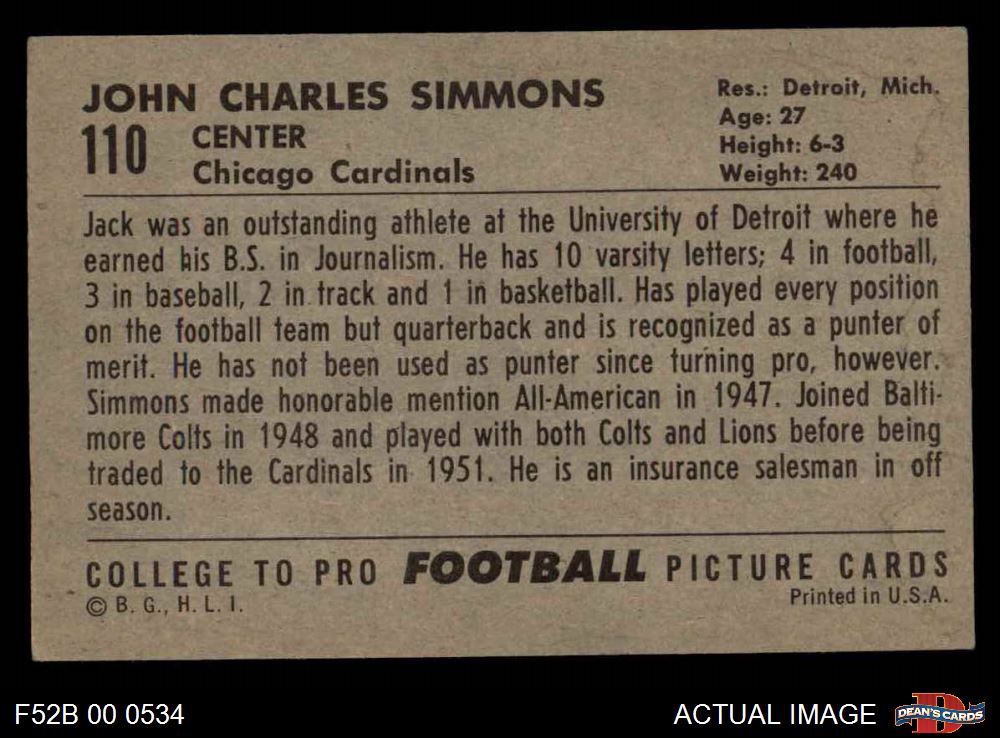 JOHN CHARLES SIMMONS
110
CENTER
Chicago Cardinals
Res.: Detroit, Mich.
Age: 27
Height: 6-3
Weight: 240
Jack was an outstanding athlete at the University of Detroit where he
earned his B.S. in Journalism. He has 10 varsity letters; 4 in football,
3 in baseball, 2 in track and 1 in basketball. Has played every position
on the football team but quarterback and is recognized as a punter of
merit. He has not been used as punter since turning pro, however.
Simmons made honorable mention All-American in 1947. Joined Balti-
more Colts in 1948 and played with both Colts and Lions before being
traded to the Cardinals in 1951. He is an insurance salesman in off
season.
COLLEGE TO PRO FOOTBALL PICTURE CARDS
© B. G., H. L. I.
Printed in U.S.A.
F52B 00 0534
ACTUAL IMAGE
DEAN'S CARDS